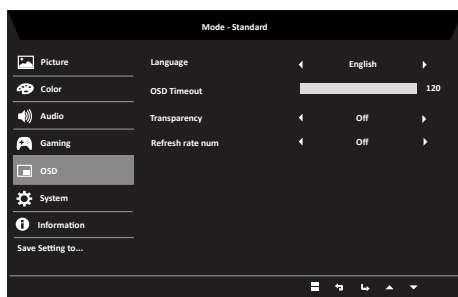 Mode - Standard
Picture
Color
Audio
Gaming
OSD
System
Information
Save Setting to...
Language English
OSD Timeout 120
Transparency Off
Refresh rate num Off